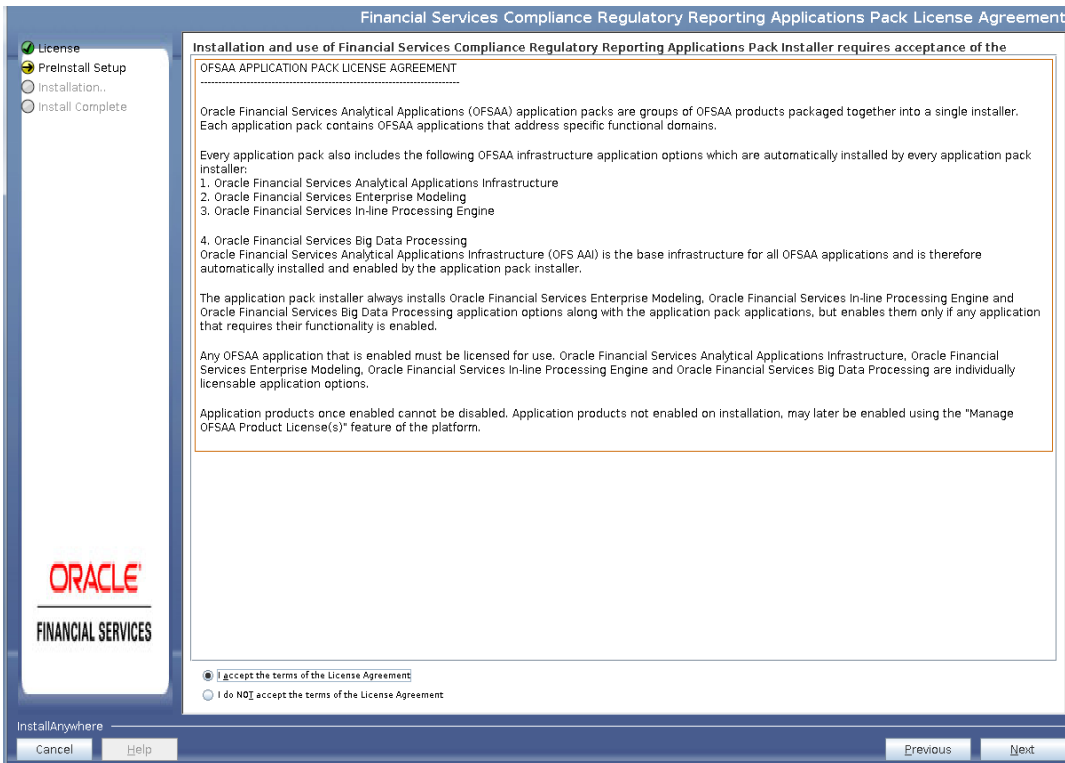 Financial Services Compliance Regulatory Reporting Applications Pack License Agreement
License
PreInstall Setup
Installation..
Install Complete
ORACLE'
FINANCIAL SERVICES
Installation and use of Financial Services Compliance Regulatory Reporting Applications Pack Installer requires acceptance of the
OFSAA APPLICATION PACK LICENSE AGREEMENT
--------------------------------------------------------------------------
Oracle Financial Services Analytical Applications (OFSAA) application packs are groups of OFSAA products packaged together into a single installer.
Each application pack contains OFSAA applications that address specific functional domains.
Every application pack also includes the following OFSAA infrastructure application options which are automatically installed by every application pack
installer:
1. Oracle Financial Services Analytical Applications Infrastructure
2. Oracle Financial Services Enterprise Modeling
3. Oracle Financial Services In-line Processing Engine
4. Oracle Financial Services Big Data Processing
Oracle Financial Services Analytical Applications Infrastructure (OFS AAI) is the base infrastructure for all OFSAA applications and is therefore
automatically installed and enabled by the application pack installer.
The application pack installer always installs Oracle Financial Services Enterprise Modeling, Oracle Financial Services In-line Processing Engine and
Oracle Financial Services Big Data Processing application options along with the application pack applications, but enables them only if any application
that requires their functionality is enabled.
Any OFSAA application that is enabled must be licensed for use. Oracle Financial Services Analytical Applications Infrastructure, Oracle Financial
Services Enterprise Modeling, Oracle Financial Services In-line Processing Engine and Oracle Financial Services Big Data Processing are individually
licensable application options.
Application products once enabled cannot be disabled. Application products not enabled on installation, may later be enabled using the "Manage
OFSAA Product License(s)" feature of the platform.
I accept the terms of the License Agreement
I do NOT accept the terms of the License Agreement
InstallAnywhere
Cancel
Help
Previous
Next